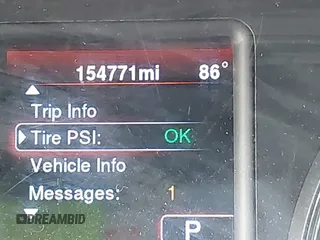 154771mi 86°
Trip Info
Tire PSI: OK
Vehicle Info
Messages: 1
P
DREAMBID